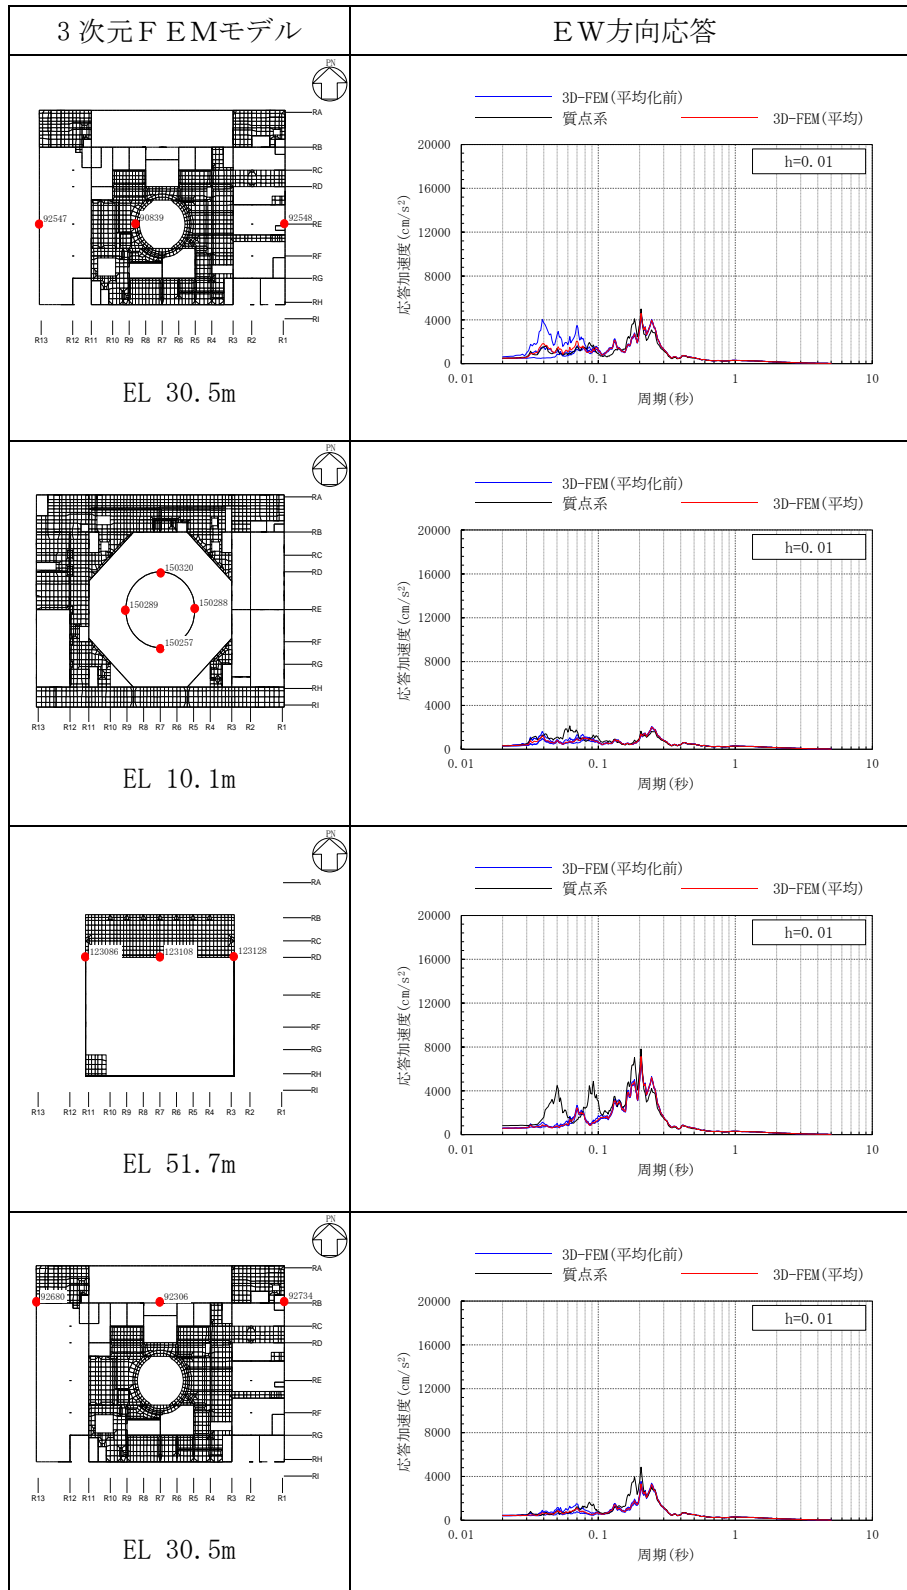 3次元FEMモデル
EW方向応答
PN
RA
RB
RC
RD
92547
90839
92548
RE
RF
RG
RH
RI
R13 R12 R11 R10 R9 R8 R7 R6 R5 R4 R3 R2 R1
EL 30.5m
3D-FEM(平均化前)
質点系 3D-FEM(平均)
h=0.01
応答加速度(cm/s²)
20000
16000
12000
8000
4000
0
0.01 0.1 1 10
周期(秒)
PN
RA
RB
RC
150320
RD
150289
150288
RE
RF
150257
RG
RH
RI
R13 R12 R11 R10 R9 R8 R7 R6 R5 R4 R3 R2 R1
EL 10.1m
3D-FEM(平均化前)
質点系 3D-FEM(平均)
h=0.01
応答加速度(cm/s²)
20000
16000
12000
8000
4000
0
0.01 0.1 1 10
周期(秒)
PN
RA
RB
RC
123086
123108
123128
RD
RE
RF
RG
RH
RI
R13 R12 R11 R10 R9 R8 R7 R6 R5 R4 R3 R2 R1
EL 51.7m
3D-FEM(平均化前)
質点系 3D-FEM(平均)
h=0.01
応答加速度(cm/s²)
20000
16000
12000
8000
4000
0
0.01 0.1 1 10
周期(秒)
PN
RA
92680
92306
92734
RB
RC
RD
RE
RF
RG
RH
RI
R13 R12 R11 R10 R9 R8 R7 R6 R5 R4 R3 R2 R1
EL 30.5m
3D-FEM(平均化前)
質点系 3D-FEM(平均)
h=0.01
応答加速度(cm/s²)
20000
16000
12000
8000
4000
0
0.01 0.1 1 10
周期(秒)